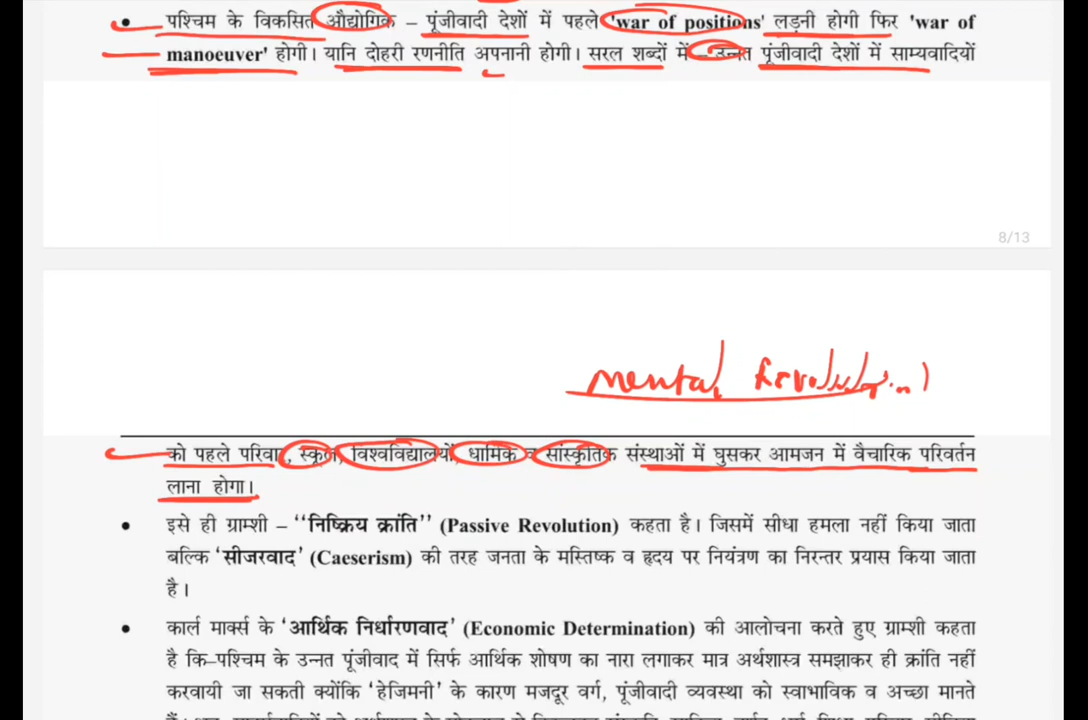 • पश्चिम के विकसित औद्योगिक – पूंजीवादी देशों में पहले 'war of positions' लड़नी होगी फिर 'war of
manoeuver' होगी। यानि दोहरी रणनीति अपनानी होगी। सरल शब्दों में – उन्नत पूंजीवादी देशों में साम्यवादियों
8/13
mental Revolution
को पहले परिवार, स्कूल, विश्वविद्यालयों, धार्मिक व सांस्कृतिक संस्थाओं में घुसकर आमजन में वैचारिक परिवर्तन
लाना होगा।
• इसे ही ग्राम्शी – ‘‘निष्क्रिय क्रांति’’ (Passive Revolution) कहता है। जिसमें सीधा हमला नहीं किया जाता
बल्कि ‘सीजरवाद’ (Caeserism) की तरह जनता के मस्तिष्क व हृदय पर नियंत्रण का निरन्तर प्रयास किया जाता
है।
• कार्ल मार्क्स के ‘आर्थिक निर्धारणवाद’ (Economic Determination) की आलोचना करते हुए ग्राम्शी कहता
है कि–पश्चिम के उन्नत पूंजीवाद में सिर्फ आर्थिक शोषण का नारा लगाकर मात्र अर्थशास्त्र समझाकर ही क्रांति नहीं
करवायी जा सकती क्योंकि ‘हेजिमनी’ के कारण मजदूर वर्ग, पूंजीवादी व्यवस्था को स्वाभाविक व अच्छा मानते